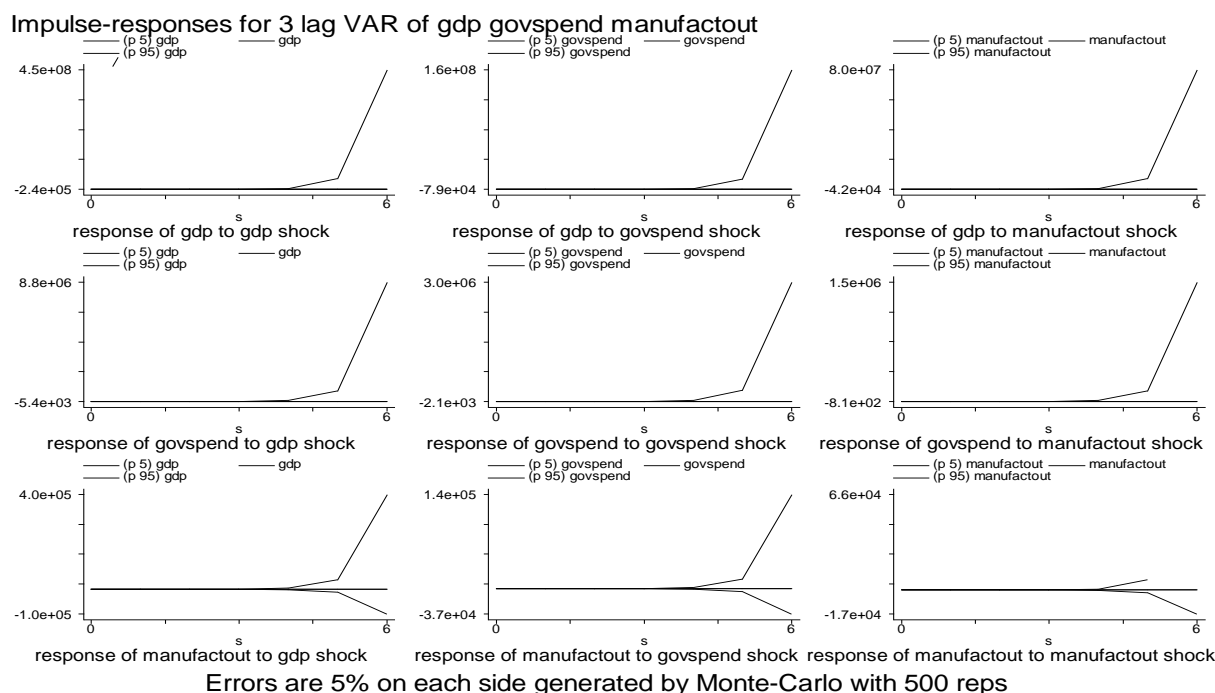 Impulse-responses for 3 lag VAR of gdp govspend manufactout
(p 5) gdp gdp
(p 95) gdp
4.5e+08
-2.4e+05
0 6
s
response of gdp to gdp shock
(p 5) govspend govspend
(p 95) govspend
1.6e+08
-7.9e+04
0 6
s
response of gdp to govspend shock
(p 5) manufactout manufactout
(p 95) manufactout
8.0e+07
-4.2e+04
0 6
s
response of gdp to manufactout shock
(p 5) gdp gdp
(p 95) gdp
8.8e+06
-5.4e+03
0 6
s
response of govspend to gdp shock
(p 5) govspend govspend
(p 95) govspend
3.0e+06
-2.1e+03
0 6
s
response of govspend to govspend shock
(p 5) manufactout manufactout
(p 95) manufactout
1.5e+06
-8.1e+02
0 6
s
response of govspend to manufactout shock
(p 5) gdp gdp
(p 95) gdp
4.0e+05
-1.0e+05
0 6
s
response of manufactout to gdp shock
(p 5) govspend govspend
(p 95) govspend
1.4e+05
-3.7e+04
0 6
s
response of manufactout to govspend shock
(p 5) manufactout manufactout
(p 95) manufactout
6.6e+04
-1.7e+04
0 6
s
response of manufactout to manufactout shock
Errors are 5% on each side generated by Monte-Carlo with 500 reps